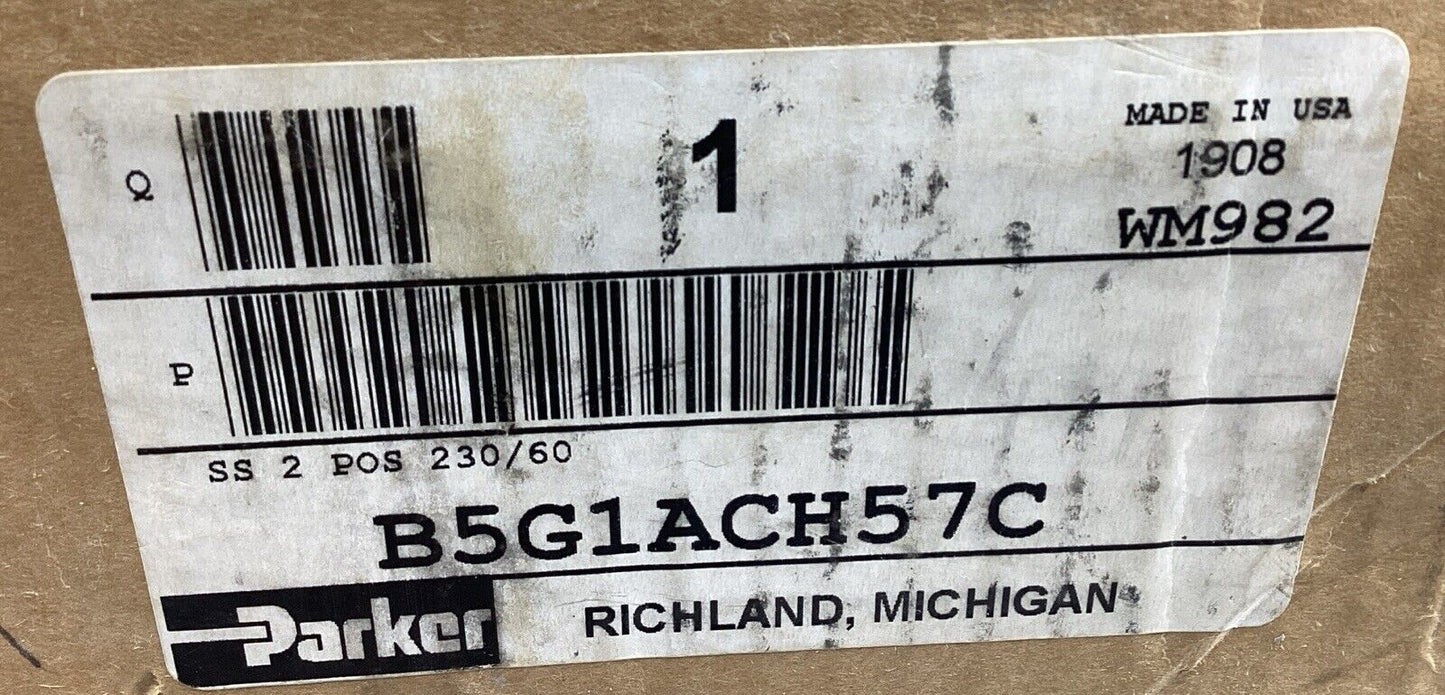 Q
1
MADE IN USA
1908
WM982
P
SS 2 POS 230/60
B5G1ACH57C
Parker
RICHLAND, MICHIGAN